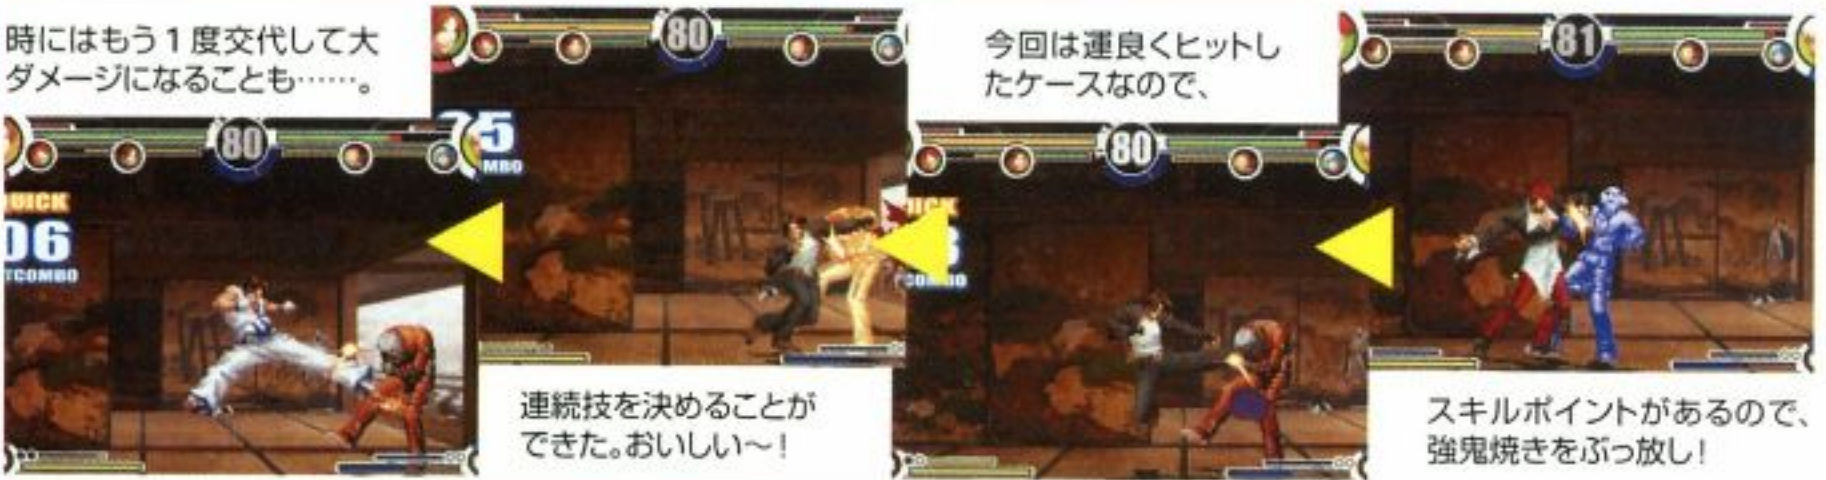 81
スキルポイントがあるので、
強鬼焼きをぶっ放し!
今回は運良くヒットし
たケースなので、
80
80
5
連続技を決めることが
できた。おいしい〜!
時にはもう1度交代して大
ダメージになることも……。
80
06